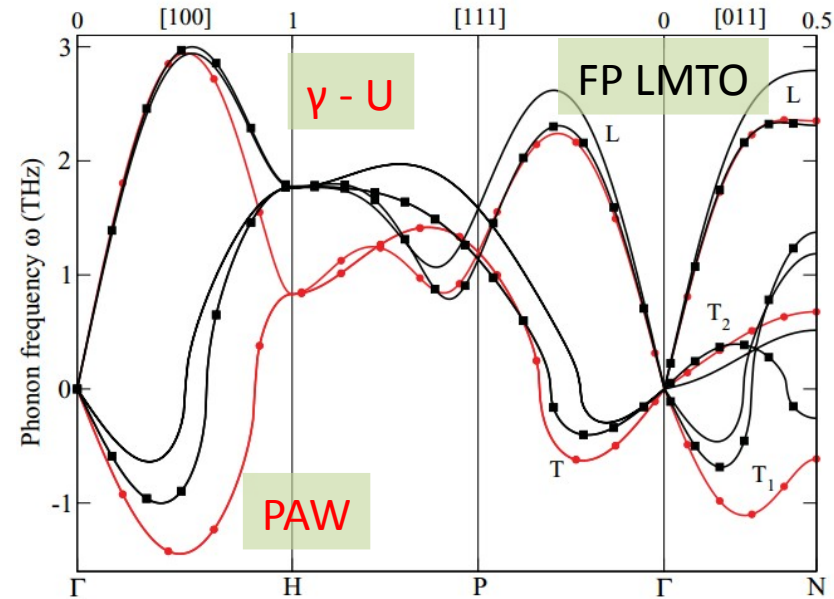 0 [100] 1 [111] 0 [011] 0.5
3
γ - U
FP LMTO
L
L
2
Phonon frequency ω (THz)
1
T₂
0
T
T₁
-1
PAW
Γ H P Γ N